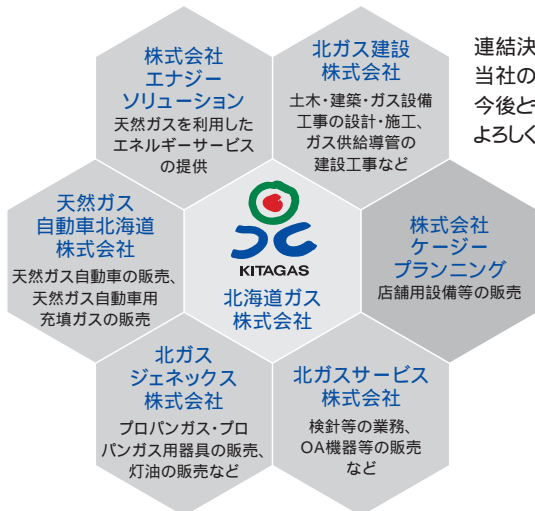 株式会社
エナジー
ソリューション
天然ガスを利用した
エネルギーサービス
の提供
北ガス建設
株式会社
土木・建築・ガス設備
工事の設計・施工、
ガス供給導管の
建設工事など
連結決
当社の
今後と
よろしく
天然ガス
自動車北海道
株式会社
天然ガス自動車の販売、
天然ガス自動車用
充填ガスの販売
KITAGAS
北海道ガス
株式会社
株式会社
ケージー
プランニング
店舗用設備等の販売
北ガス
ジェネックス
株式会社
プロパンガス・プロ
パンガス用器具の販売、
灯油の販売など
北ガスサービス
株式会社
検針等の業務、
OA機器等の販売
など